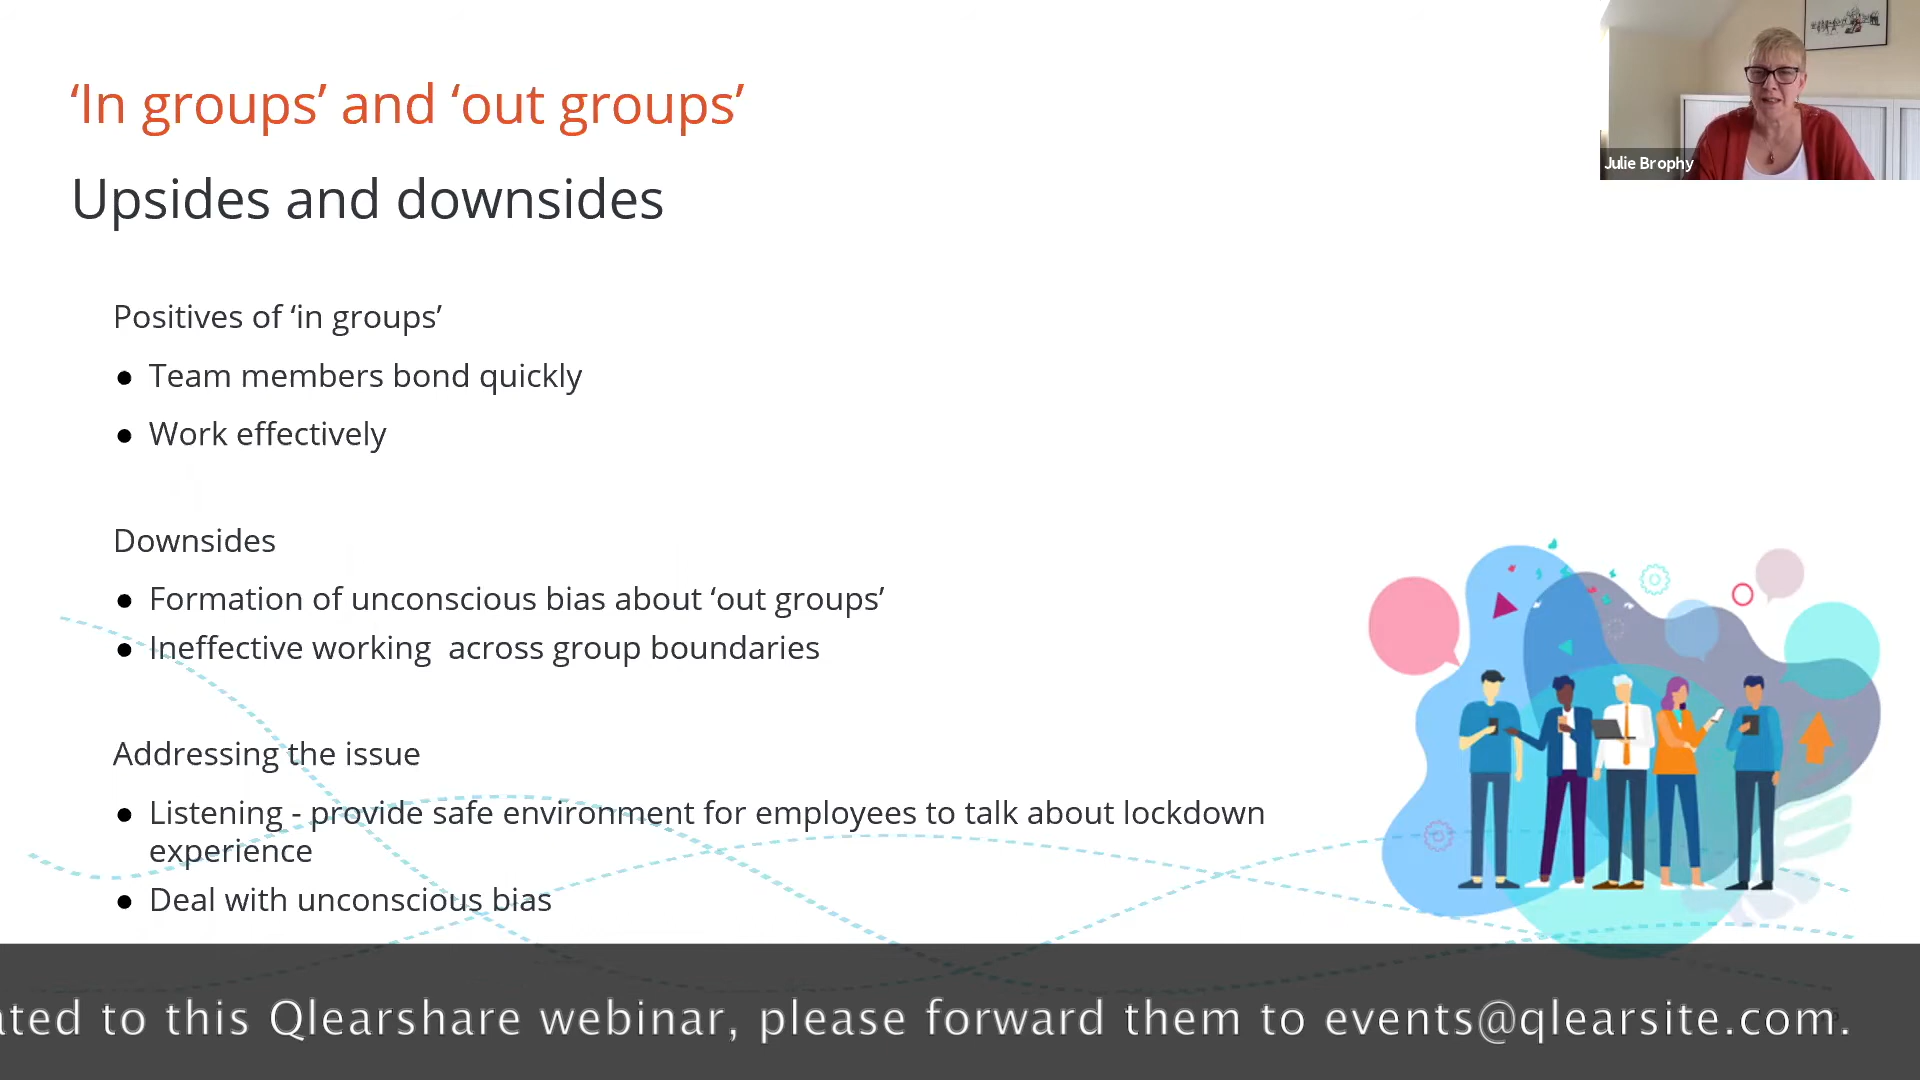 ‘In groups’ and ‘out groups’
Upsides and downsides
Julie Brophy
Positives of ‘in groups’
● Team members bond quickly
● Work effectively
Downsides
● Formation of unconscious bias about ‘out groups’
● Ineffective working  across group boundaries
Addressing the issue
● Listening - provide safe environment for employees to talk about lockdown
experience
● Deal with unconscious bias
ated to this Qlearshare webinar, please forward them to events@qlearsite.com.